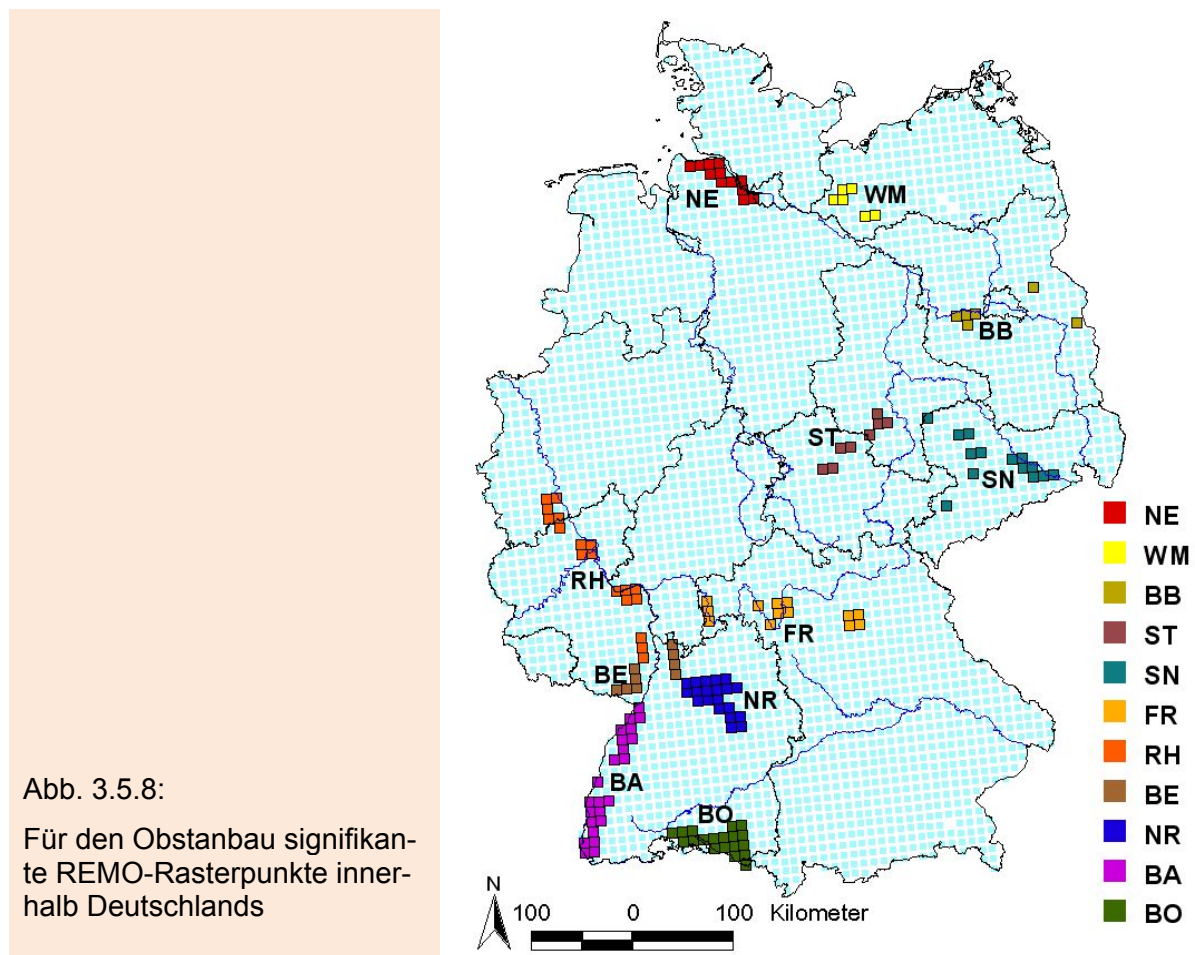 Abb. 3.5.8:
Für den Obstanbau signifikan-
te REMO-Rasterpunkte inner-
halb Deutschlands
NE
WM
BB
ST
SN
RH
FR
BE
NR
BA
BO
N
100 0 100 Kilometer
NE
WM
BB
ST
SN
FR
RH
BE
NR
BA
BO